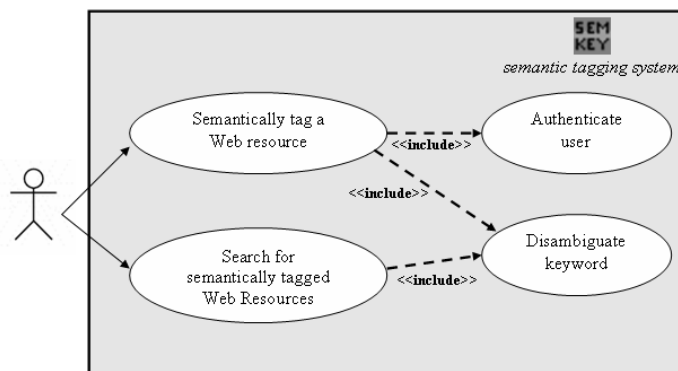 SEM
KEY
semantic tagging system
Semantically tag a
Web resource
<<include>>
Authenticate
user
<<include>>
Search for
semantically tagged
Web Resources
<<include>>
Disambiguate
keyword